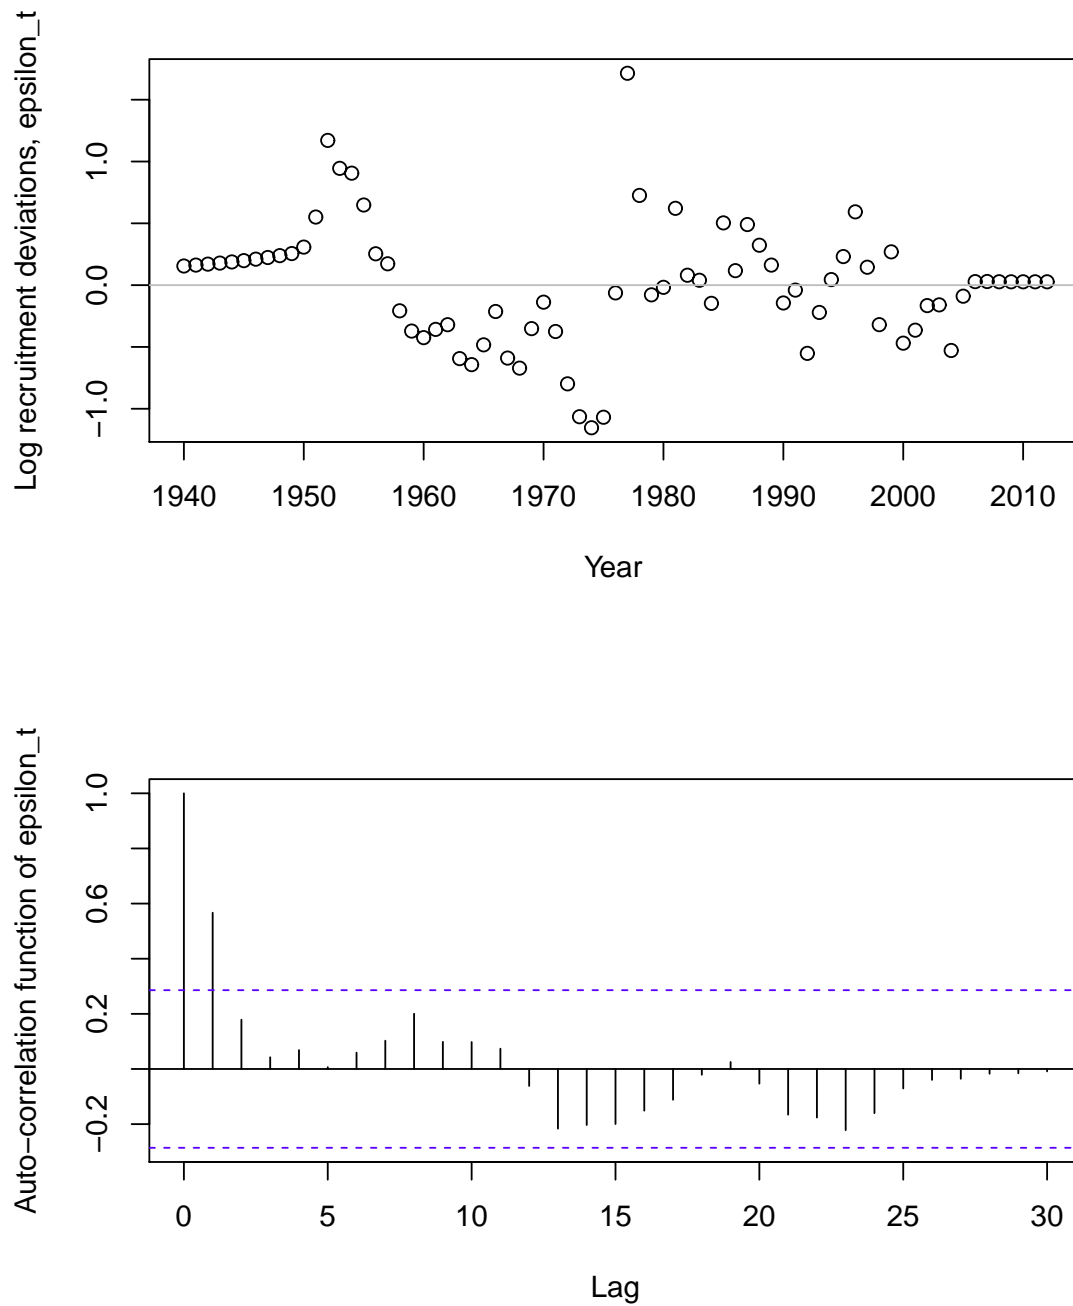 Log recruitment deviations, epsilon_t
1.0
0.0
−1.0
1940 1950 1960 1970 1980 1990 2000 2010
Year
Auto−correlation function of epsilon_t
1.0
0.6
0.2
−0.2
0 5 10 15 20 25 30
Lag